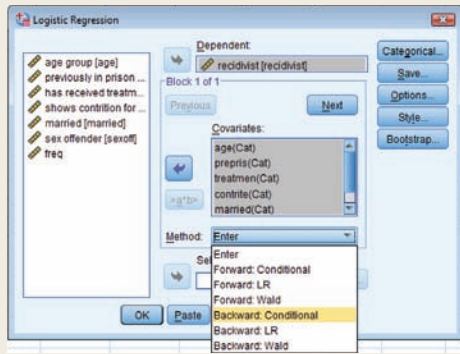 Logistic Regression
Dependent:
recidivist [recidivist]
age group [age]
previously in prison ...
has received treatm...
shows contrition for ...
married [married]
sex offender [sexoff]
freq
Block 1 of 1
Previous
Next
Covariates:
age(Cat)
prepris(Cat)
treatmen(Cat)
contrite(Cat)
married(Cat)
>a*b>
Method:
Enter
Enter
Forward: Conditional
Forward: LR
Forward: Wald
Backward: Conditional
Backward: LR
Backward: Wald
Categorical...
Save...
Options...
Style...
Bootstrap...
OK
Paste